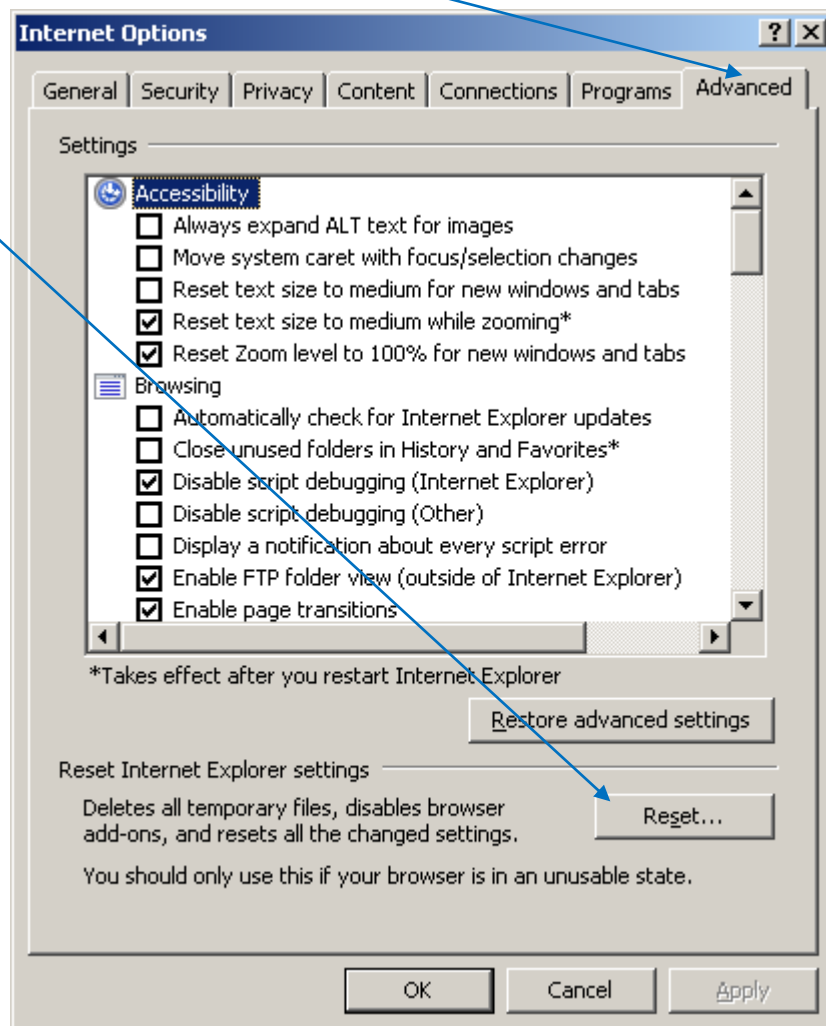 Internet Options
General Security Privacy Content Connections Programs Advanced
Settings
Accessibility
Always expand ALT text for images
Move system caret with focus/selection changes
Reset text size to medium for new windows and tabs
Reset text size to medium while zooming*
Reset Zoom level to 100% for new windows and tabs
Browsing
Automatically check for Internet Explorer updates
Close unused folders in History and Favorites*
Disable script debugging (Internet Explorer)
Disable script debugging (Other)
Display a notification about every script error
Enable FTP folder view (outside of Internet Explorer)
Enable page transitions
*Takes effect after you restart Internet Explorer
Restore advanced settings
Reset Internet Explorer settings
Deletes all temporary files, disables browser
add-ons, and resets all the changed settings.
Reset...
You should only use this if your browser is in an unusable state.
OK Cancel Apply